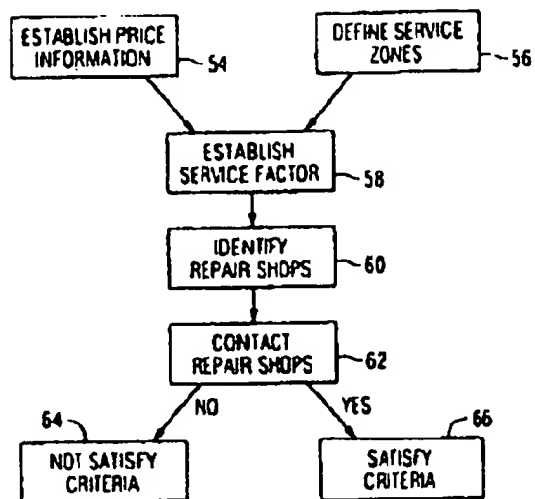 ESTABLISH PRICE
INFORMATION
54
DEFINE SERVICE
ZONES
56
ESTABLISH
SERVICE FACTOR
58
IDENTIFY
REPAIR SHOPS
60
CONTACT
REPAIR SHOPS
62
NO
YES
64
NOT SATISFY
CRITERIA
66
SATISFY
CRITERIA